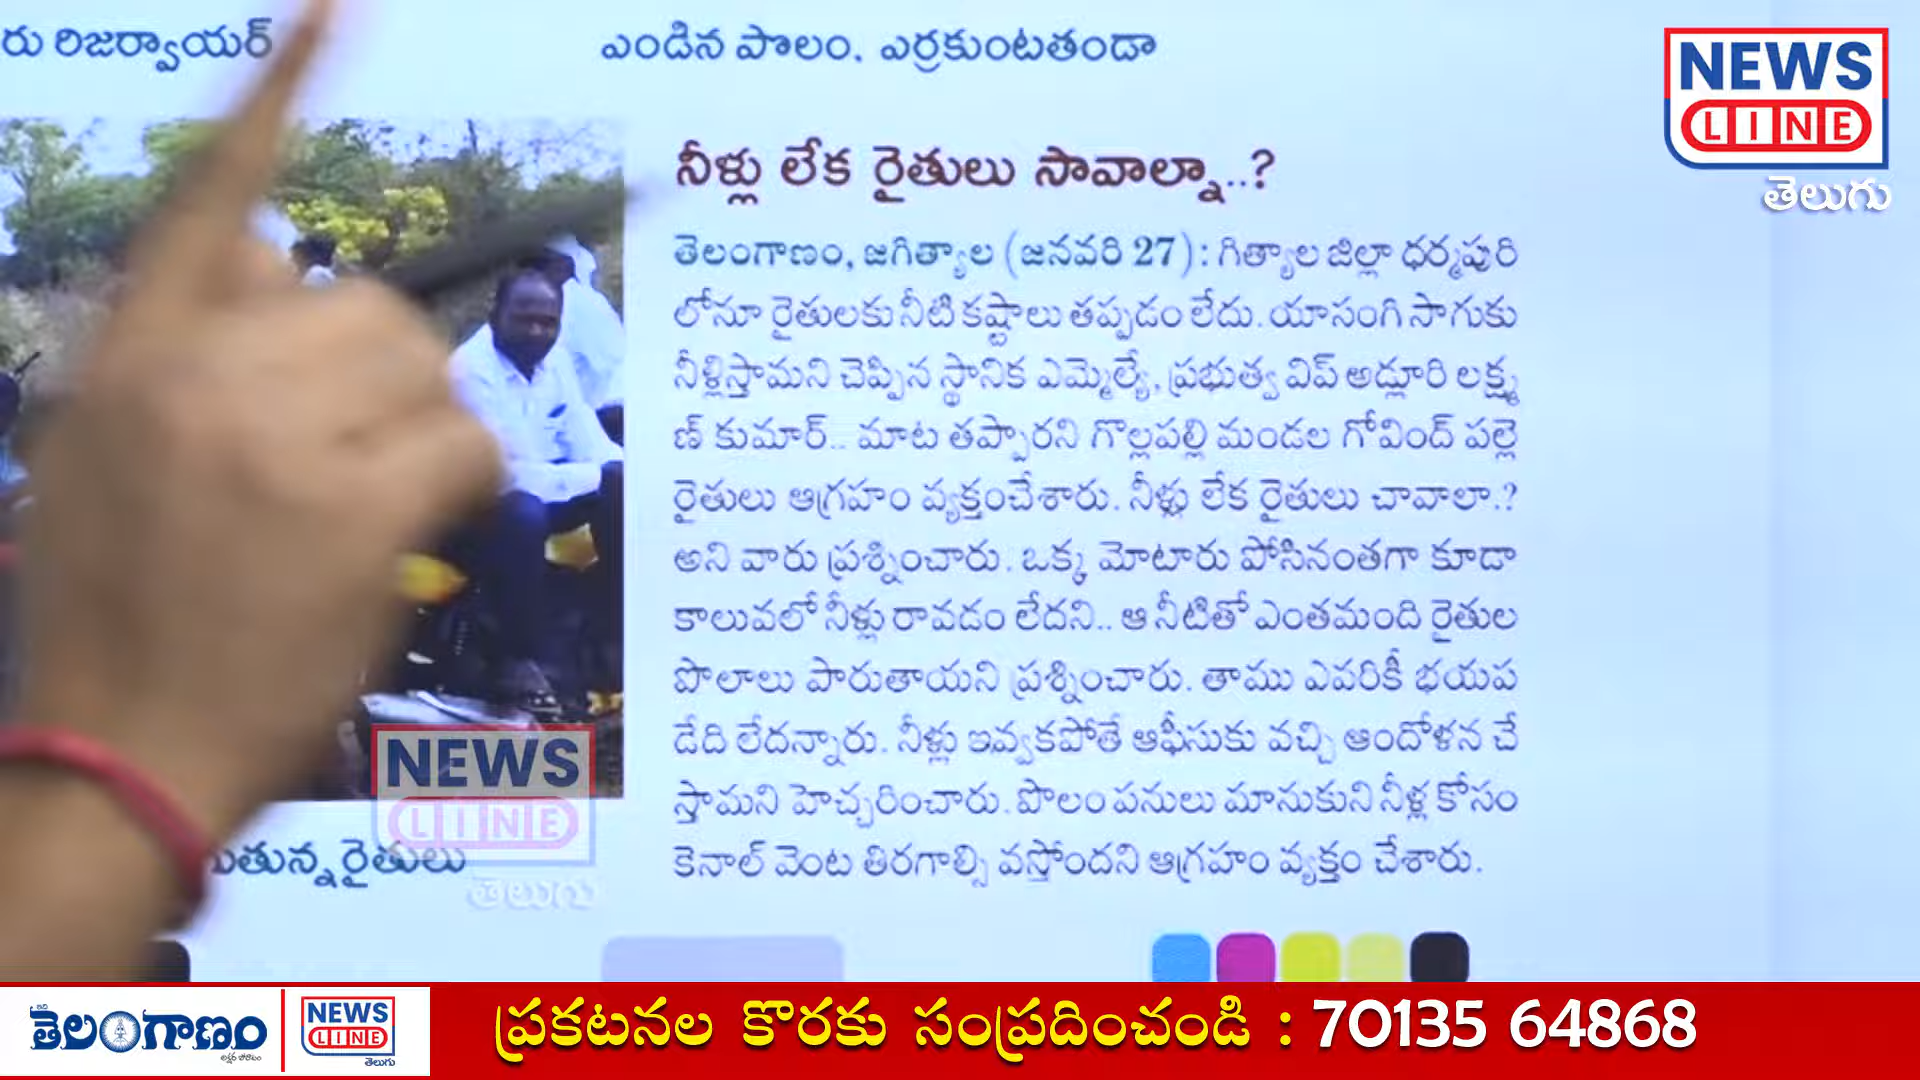 రు రిజర్వాయర్
ఎండిన పొలం, ఎర్రకుంటతండా
NEWS
LINE
తెలుగు
నీళ్లు లేక రైతులు సావాల్నా..?
తెలంగాణం, జగిత్యాల (జనవరి 27): గిత్యాల జిల్లా ధర్మపురి
లోనూ రైతులకు నీటి కష్టాలు తప్పడం లేదు. యాసంగి సాగుకు
నీళ్లిస్తామని చెప్పిన స్థానిక ఎమ్మెల్యే, ప్రభుత్వ విప్ అడ్లూరి లక్ష్మ
ణ్ కుమార్.. మాట తప్పారని గొల్లపల్లి మండల గోవింద్ పల్లె
రైతులు ఆగ్రహం వ్యక్తంచేశారు. నీళ్లు లేక రైతులు చావాలా.?
అని వారు ప్రశ్నించారు. ఒక్క మోటారు పోసినంతగా కూడా
కాలువలో నీళ్లు రావడం లేదని.. ఆ నీటితో ఎంతమంది రైతుల
పొలాలు పారుతాయని ప్రశ్నించారు. తాము ఎవరికీ భయప
డేది లేదన్నారు. నీళ్లు ఇవ్వకపోతే ఆఫీసుకు వచ్చి ఆందోళన చే
స్తామని హెచ్చరించారు. పొలం పనులు మానుకుని నీళ్ల కోసం
కెనాల్ వెంట తిరగాల్సి వస్తోందని ఆగ్రహం వ్యక్తం చేశారు.
NEWS
LINE
తెలుగు
తున్న రైతులు
తెలంగాణం
NEWS
LINE
తెలుగు
ప్రకటనల కొరకు సంప్రదించండి : 70135 64868